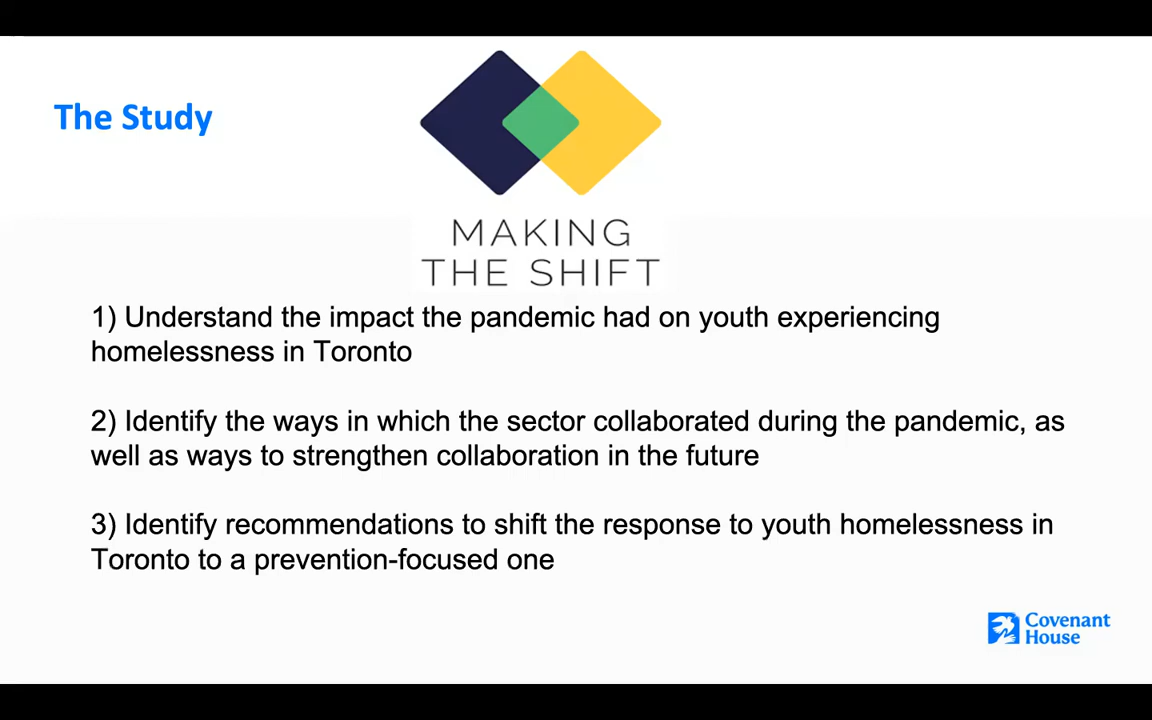 The Study
MAKING
THE SHIFT
1) Understand the impact the pandemic had on youth experiencing
homelessness in Toronto
2) Identify the ways in which the sector collaborated during the pandemic, as
well as ways to strengthen collaboration in the future
3) Identify recommendations to shift the response to youth homelessness in
Toronto to a prevention-focused one
Covenant
House